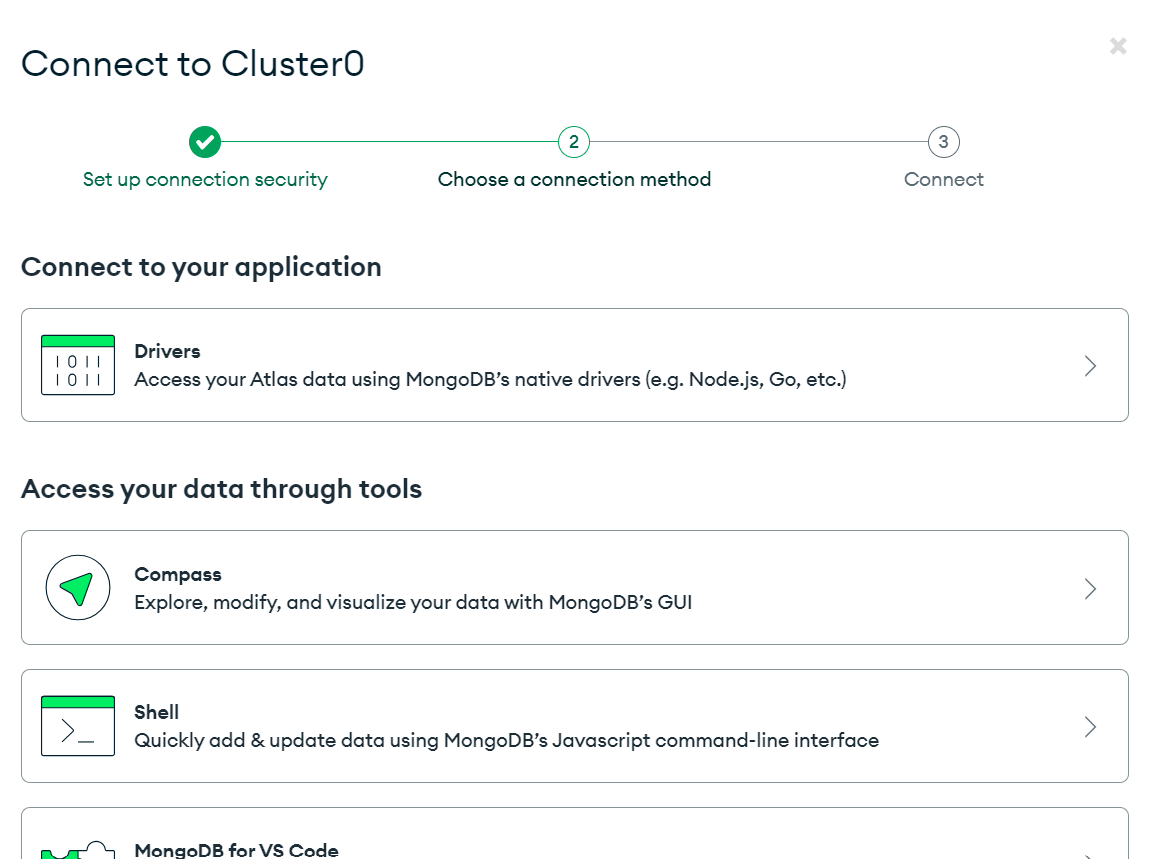 Connect to Cluster0
2
3
Set up connection security
Choose a connection method
Connect
Connect to your application
1011
1011
Drivers
Access your Atlas data using MongoDB’s native drivers (e.g. Node.js, Go, etc.)
Access your data through tools
Compass
Explore, modify, and visualize your data with MongoDB’s GUI
>_
Shell
Quickly add & update data using MongoDB’s Javascript command-line interface
MongoDB for VS Code